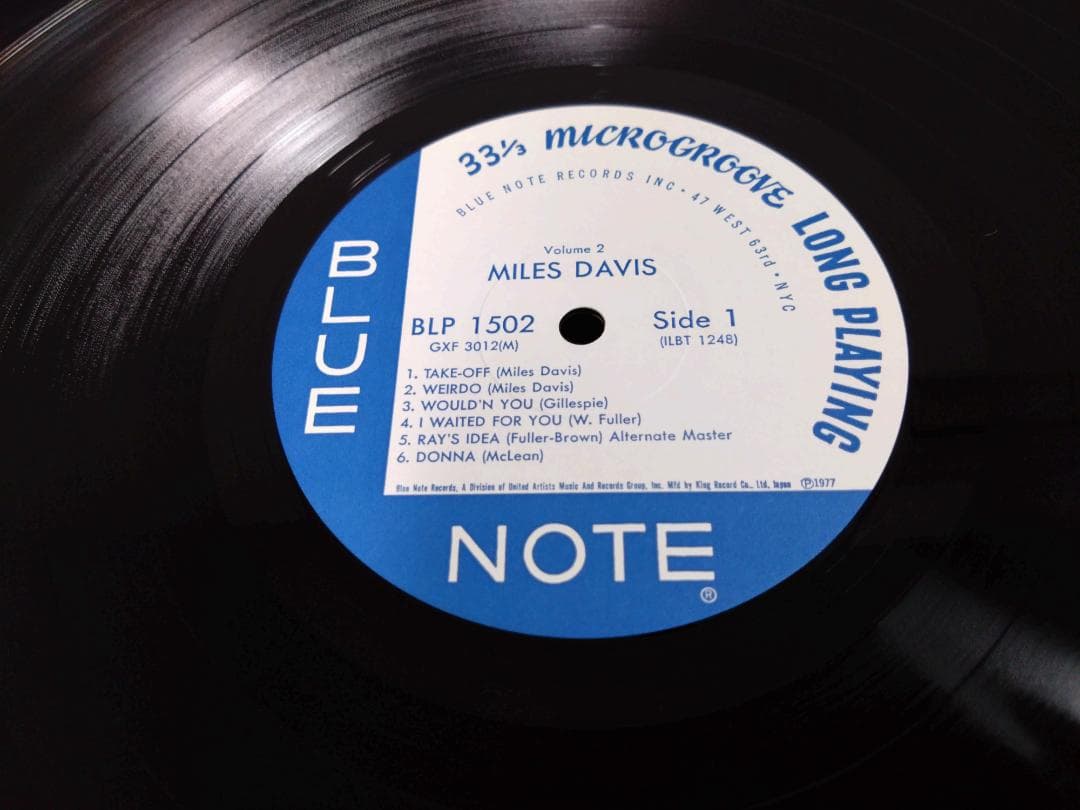 33⅓ MICROGROOVE LONG PLAYING
BLUE NOTE RECORDS INC • 47 WEST 63rd • NYC
Volume 2
MILES DAVIS
BLP 1502
GXF 3012(M)
Side 1
(ILBT 1248)
1. TAKE-OFF (Miles Davis)
2. WEIRDO (Miles Davis)
3. WOULD'N YOU (Gillespie)
4. I WAITED FOR YOU (W. Fuller)
5. RAY'S IDEA (Fuller-Brown) Alternate Master
6. DONNA (McLean)
Blue Note Records, A Division of United Artists Music And Records Group, Inc. Mfd by King Record Co., Ltd, Japan Ⓟ1977
BLUE
NOTE
®